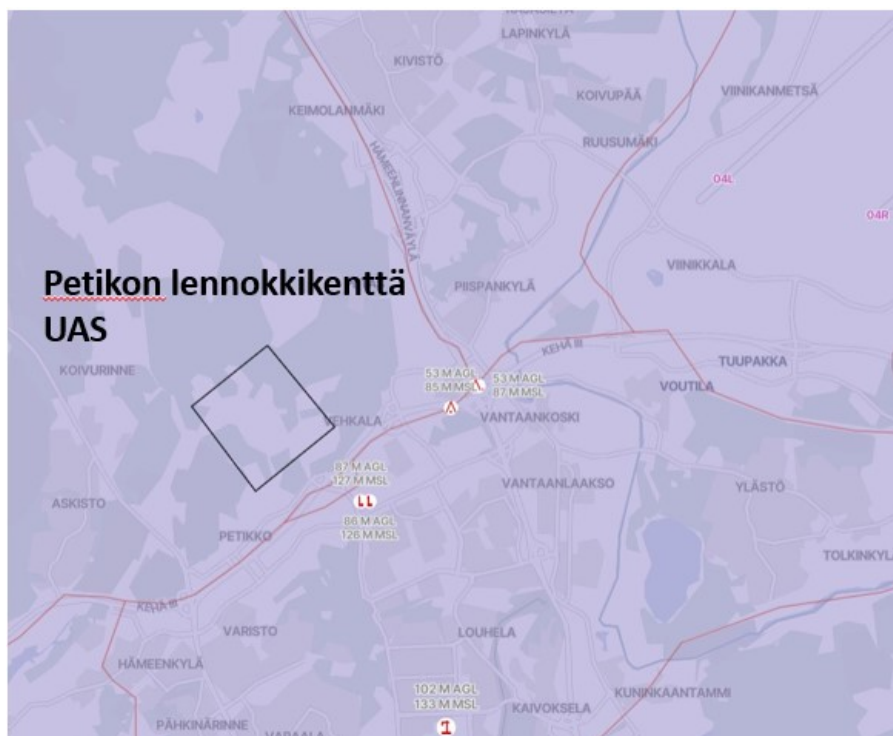 LAPINKYLÄ
KIVISTÖ
VIINIKANMETSÄ
KOIVUPÄÄ
KEIMOLANMÄKI
RUUSUMÄKI
HÄMEENLINNANVÄYLÄ
04L
04R
VIINIKKALA
Petikon lennokkikenttä
UAS
PIISPANKYLÄ
KEHÄ III
TUUPAKKA
KOIVURINNE
53 M AGL
85 M MSL
53 M AGL
87 M MSL
VOUTILA
VEHKALA
VANTAANKOSKI
87 M AGL
127 M MSL
VANTAANLAAKSO
YLÄSTÖ
ASKISTO
86 M AGL
126 M MSL
PETIKKO
TOLKINKYLÄ
KEHÄ III
VARISTO
LOUHELA
HÄMEENKYLÄ
102 M AGL
133 M MSL
KUNINKAANTAMMI
KAIVOKSELA
PÄHKINÄRINNE